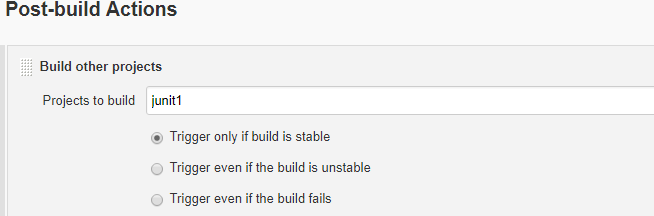 Post-build Actions
Build other projects
Projects to build junit1
Trigger only if build is stable
Trigger even if the build is unstable
Trigger even if the build fails